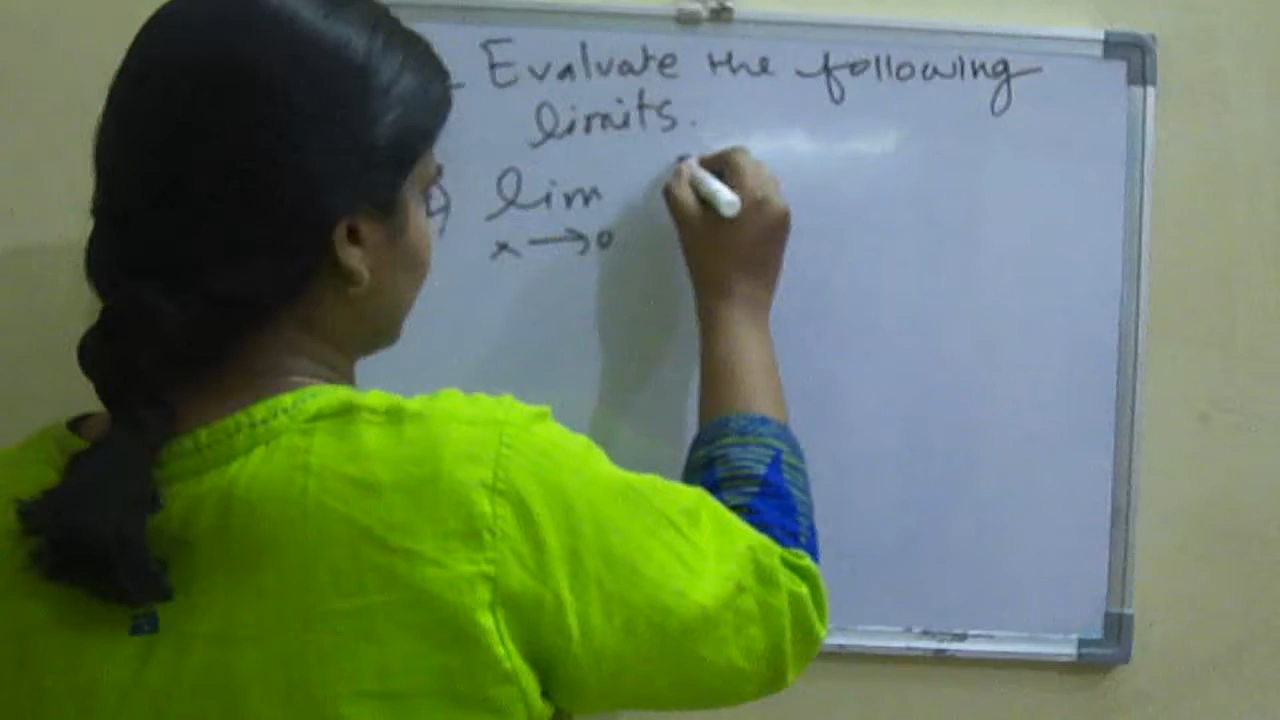 Evaluate the following
limits.
lim
x→0